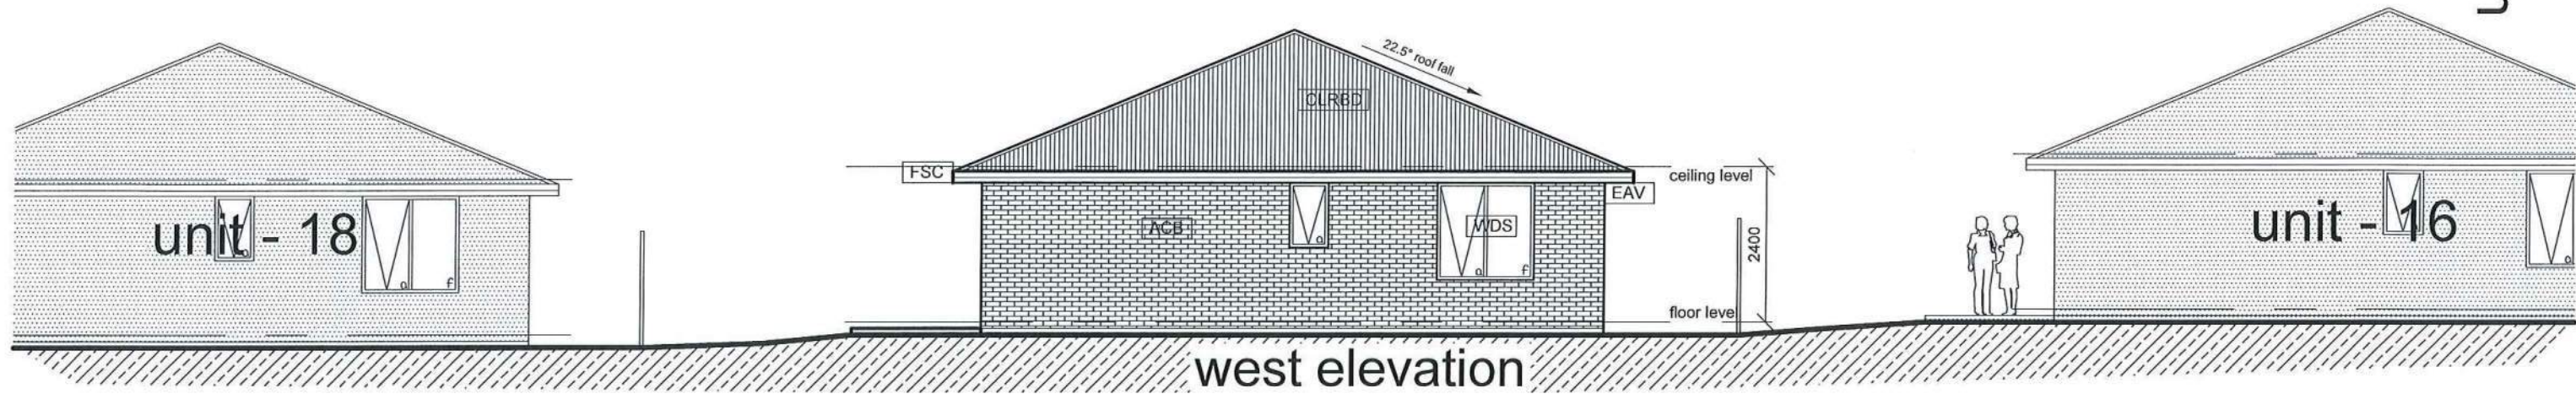 22.5° roof fall
CLRBD
FSC
ceiling level
EAV
unit - 18
ACB
WDS
2400
unit - 16
a
a
f
a
a
f
a
floor level
west elevation